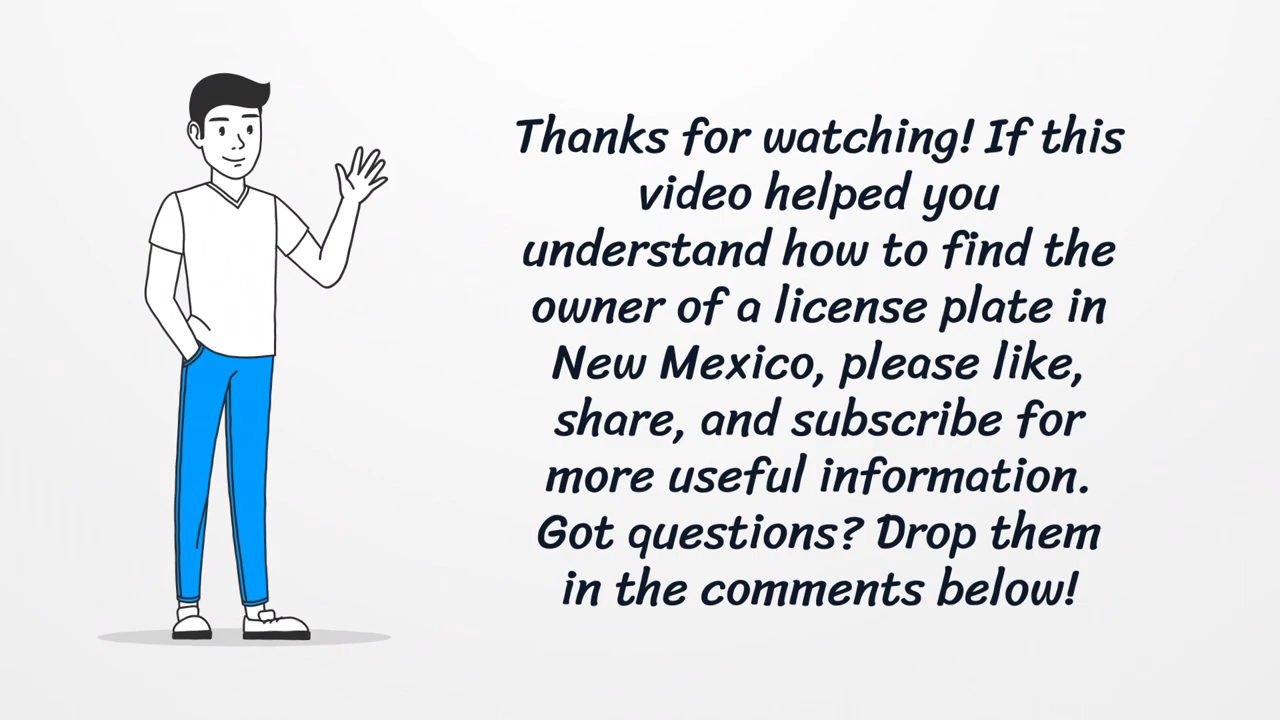 Thanks for watching! If this
video helped you
understand how to find the
owner of a license plate in
New Mexico, please like,
share, and subscribe for
more useful information.
Got questions? Drop them
in the comments below!